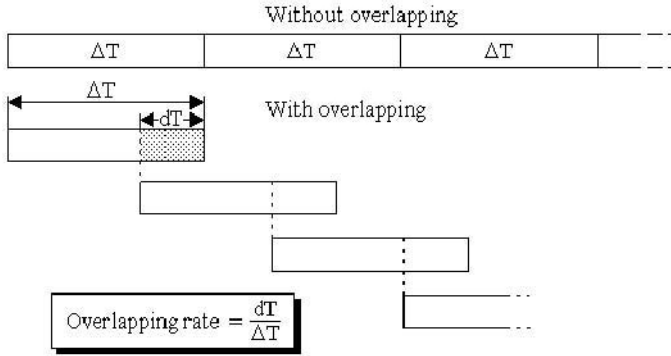 Without overlapping
ΔT ΔT ΔT
ΔT
dT
With overlapping
Overlapping rate = dT/ΔT